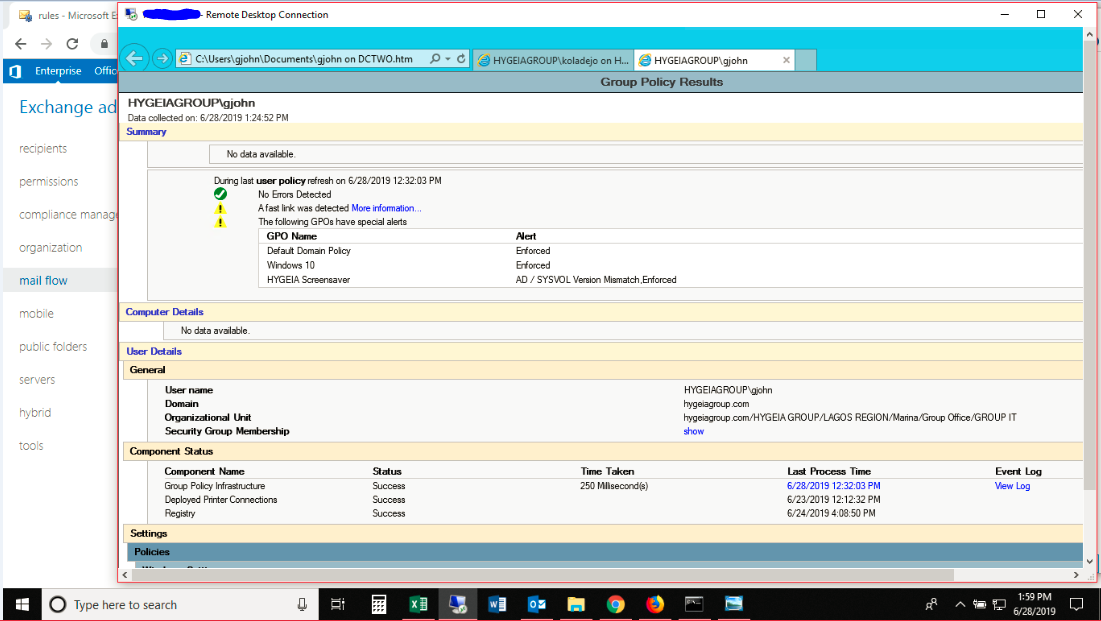 rules - Microsoft E
- Remote Desktop Connection
C:\Users\gjohn\Documents\gjohn on DCTWO.htm
HYGEIAGROUP\koladejo on H...
HYGEIAGROUP\gjohn
Enterprise Offic
Group Policy Results
Exchange ad
HYGEIAGROUP\gjohn
Data collected on: 6/28/2019 1:24:52 PM
Summary
recipients
No data available.
permissions
During last user policy refresh on 6/28/2019 12:32:03 PM
No Errors Detected
A fast link was detected More information...
compliance manage
The following GPOs have special alerts
GPO Name Alert
organization
Default Domain Policy Enforced
Windows 10 Enforced
mail flow
HYGEIA Screensaver AD / SYSVOL Version Mismatch,Enforced
mobile
Computer Details
No data available.
public folders
User Details
General
servers
User name HYGEIAGROUP\gjohn
Domain hygeiagroup.com
hybrid
Organizational Unit hygeiagroup.com/HYGEIA GROUP/LAGOS REGION/Marina/Group Office/GROUP IT
Security Group Membership show
tools
Component Status
Component Name Status Time Taken Last Process Time Event Log
Group Policy Infrastructure Success 250 Millisecond(s) 6/28/2019 12:32:03 PM View Log
Deployed Printer Connections Success 6/23/2019 12:12:32 PM
Registry Success 6/24/2019 4:08:50 PM
Settings
Policies
Type here to search
1:59 PM
6/28/2019